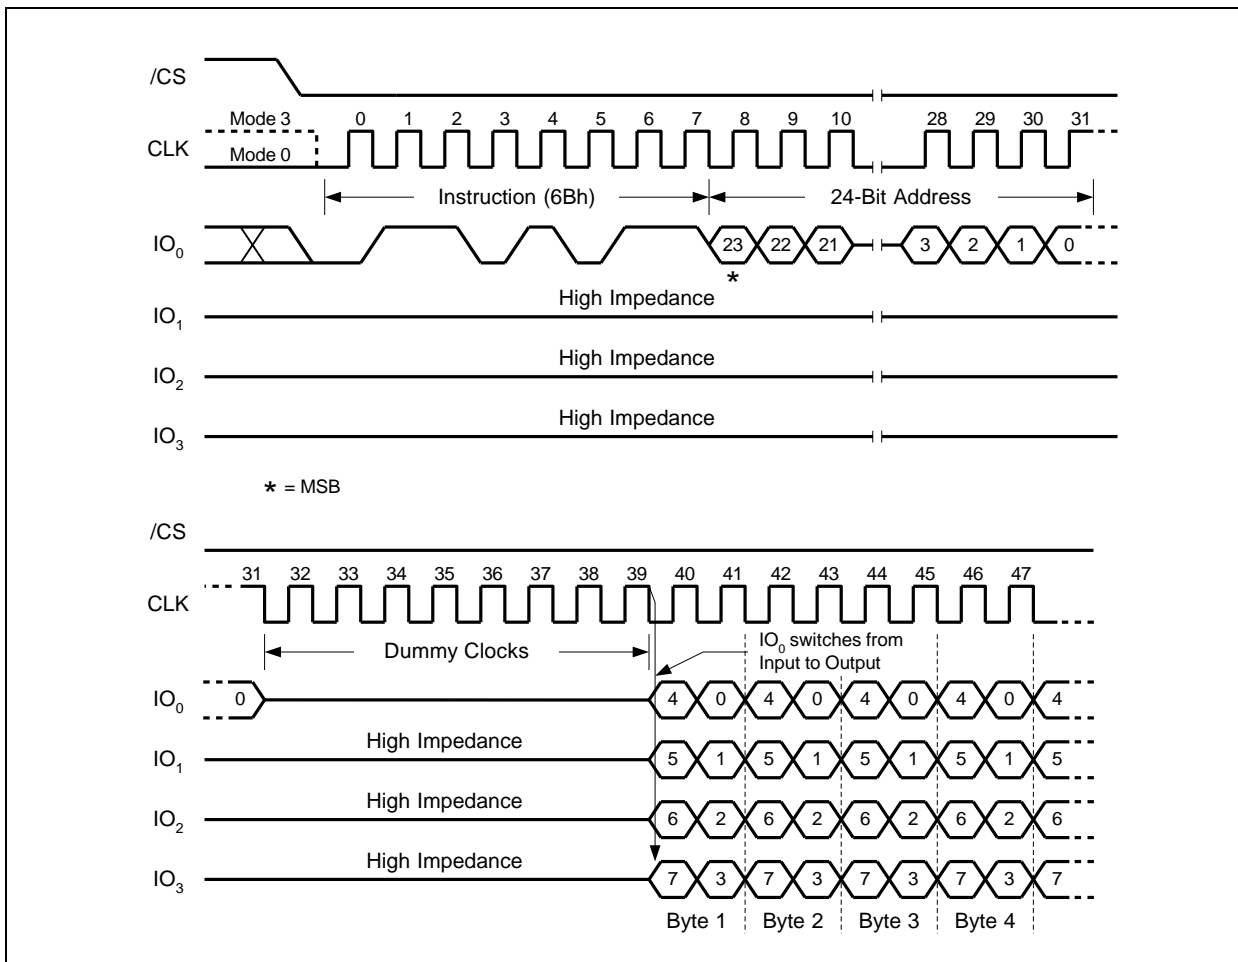 /CS
Mode 3 0 1 2 3 4 5 6 7 8 9 10 28 29 30 31
CLK
Mode 0
Instruction (6Bh) 24-Bit Address
IO0 23 22 21 3 2 1 0
*
High Impedance
IO1
High Impedance
IO2
High Impedance
IO3
* = MSB
/CS
31 32 33 34 35 36 37 38 39 40 41 42 43 44 45 46 47
CLK
Dummy Clocks
IO0 switches from
Input to Output
IO0 0 4 0 4 0 4 0 4 0 4
High Impedance
IO1 5 1 5 1 5 1 5 1 5
High Impedance
IO2 6 2 6 2 6 2 6 2 6
High Impedance
IO3 7 3 7 3 7 3 7 3 7
Byte 1 Byte 2 Byte 3 Byte 4